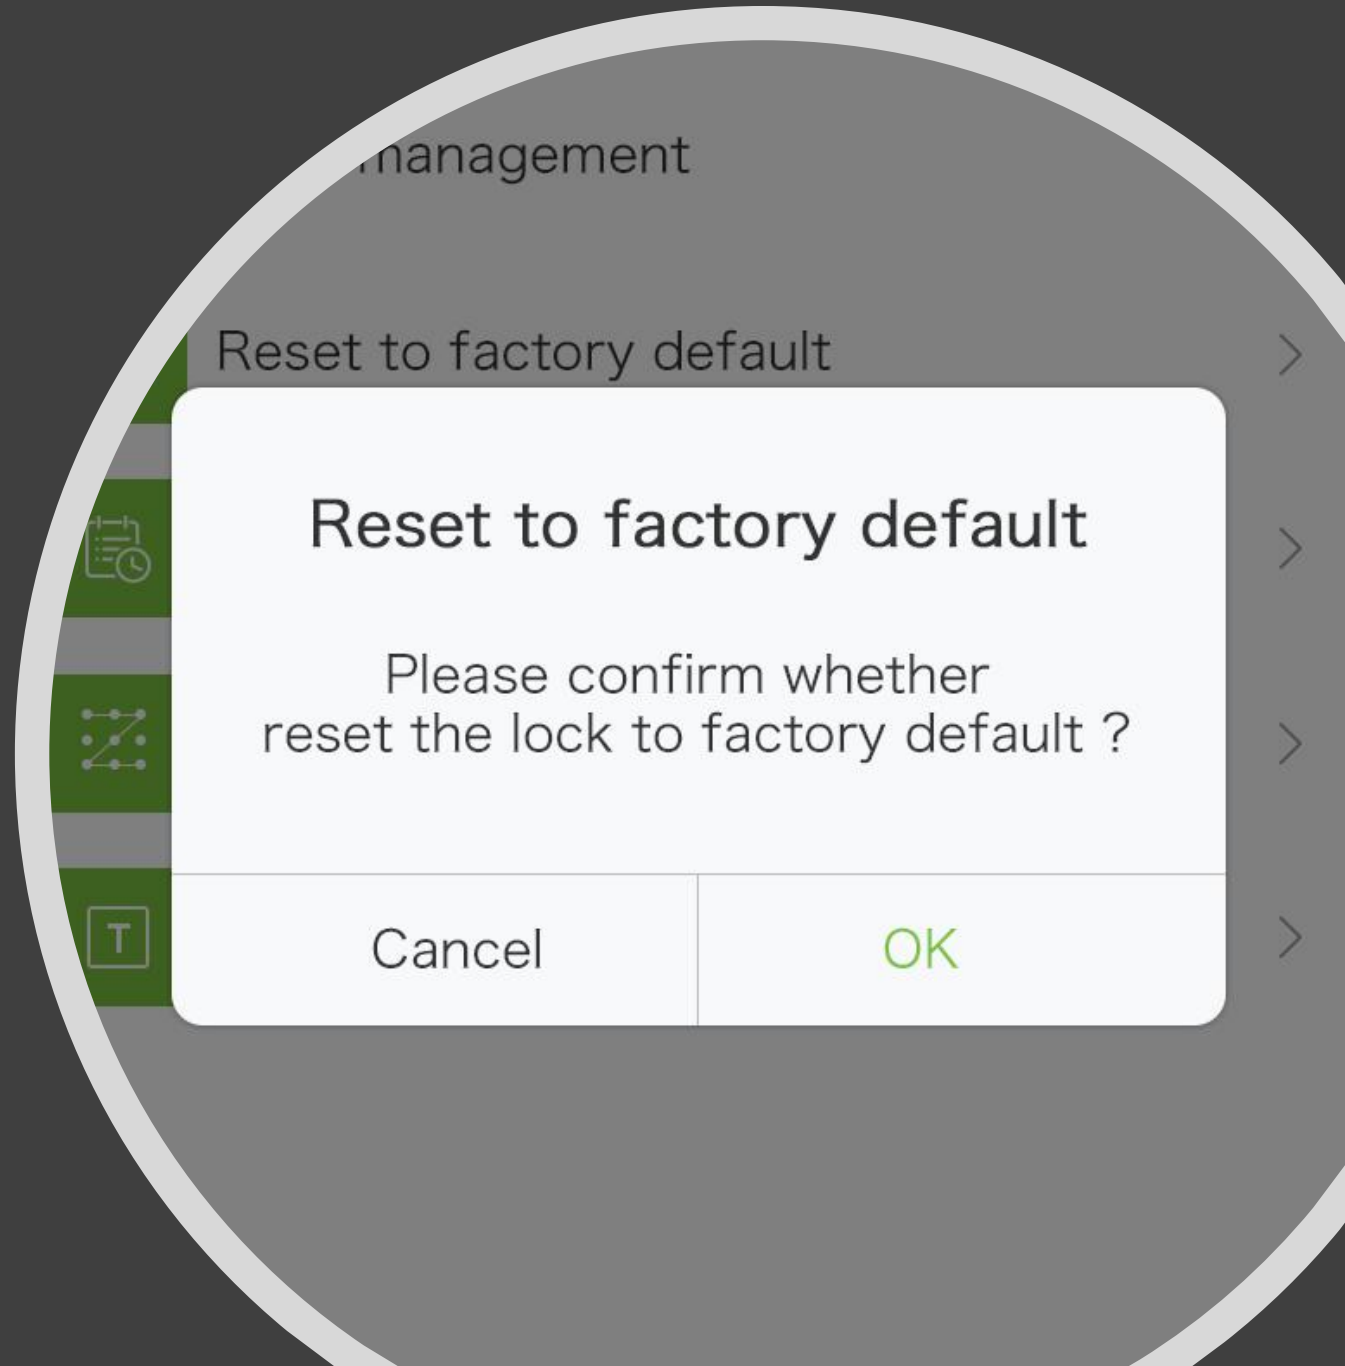 management
Reset to factory default
Reset to factory default
Please confirm whether
reset the lock to factory default ?
T
Cancel
OK